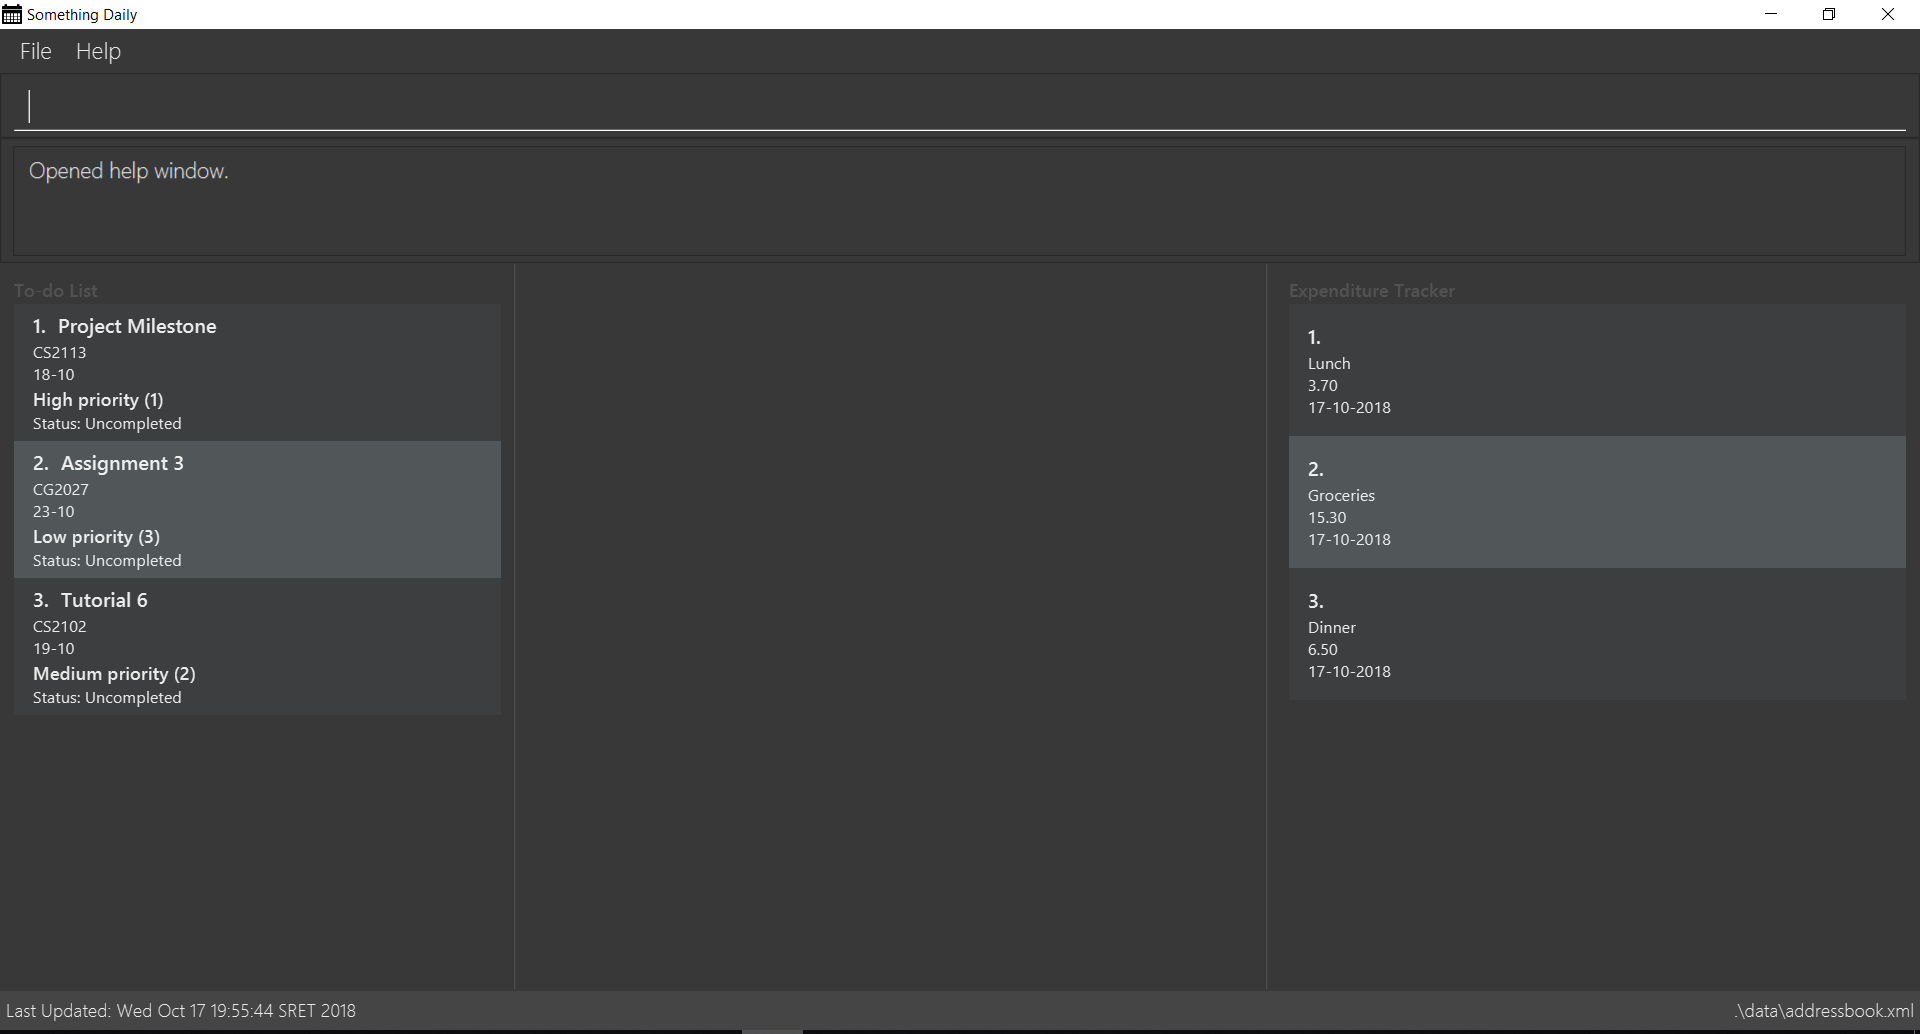 Something Daily
File Help
Opened help window.
To-do List
1. Project Milestone
CS2113
18-10
High priority (1)
Status: Uncompleted
2. Assignment 3
CG2027
23-10
Low priority (3)
Status: Uncompleted
3. Tutorial 6
CS2102
19-10
Medium priority (2)
Status: Uncompleted
Expenditure Tracker
1.
Lunch
3.70
17-10-2018
2.
Groceries
15.30
17-10-2018
3.
Dinner
6.50
17-10-2018
Last Updated: Wed Oct 17 19:55:44 SRET 2018
.\data\addressbook.xml